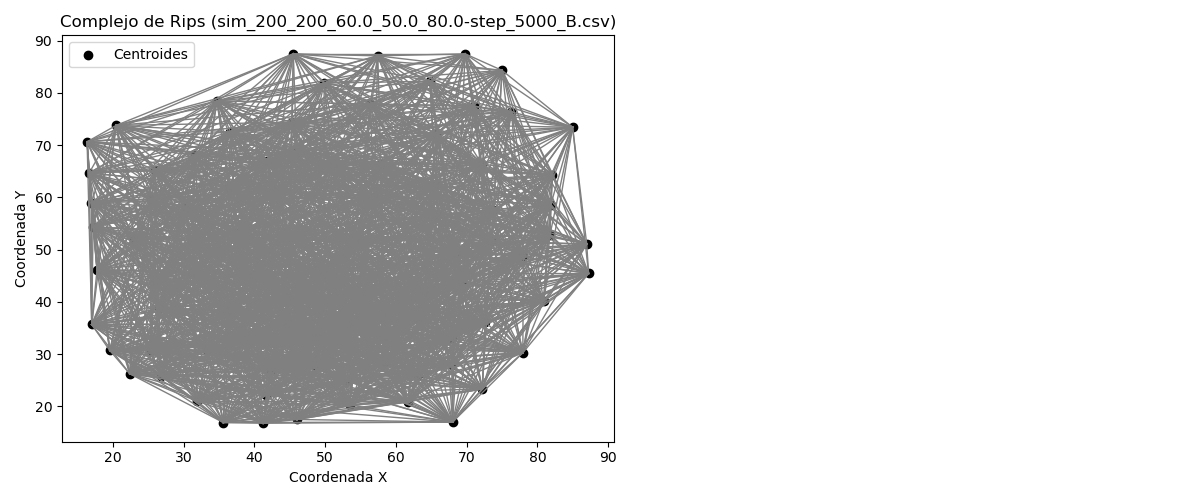 Complejo de Rips (sim_200_200_60.0_50.0_80.0-step_5000_B.csv)
Centroides
Coordenada Y
90
80
70
60
50
40
30
20
20 30 40 50 60 70 80 90
Coordenada X